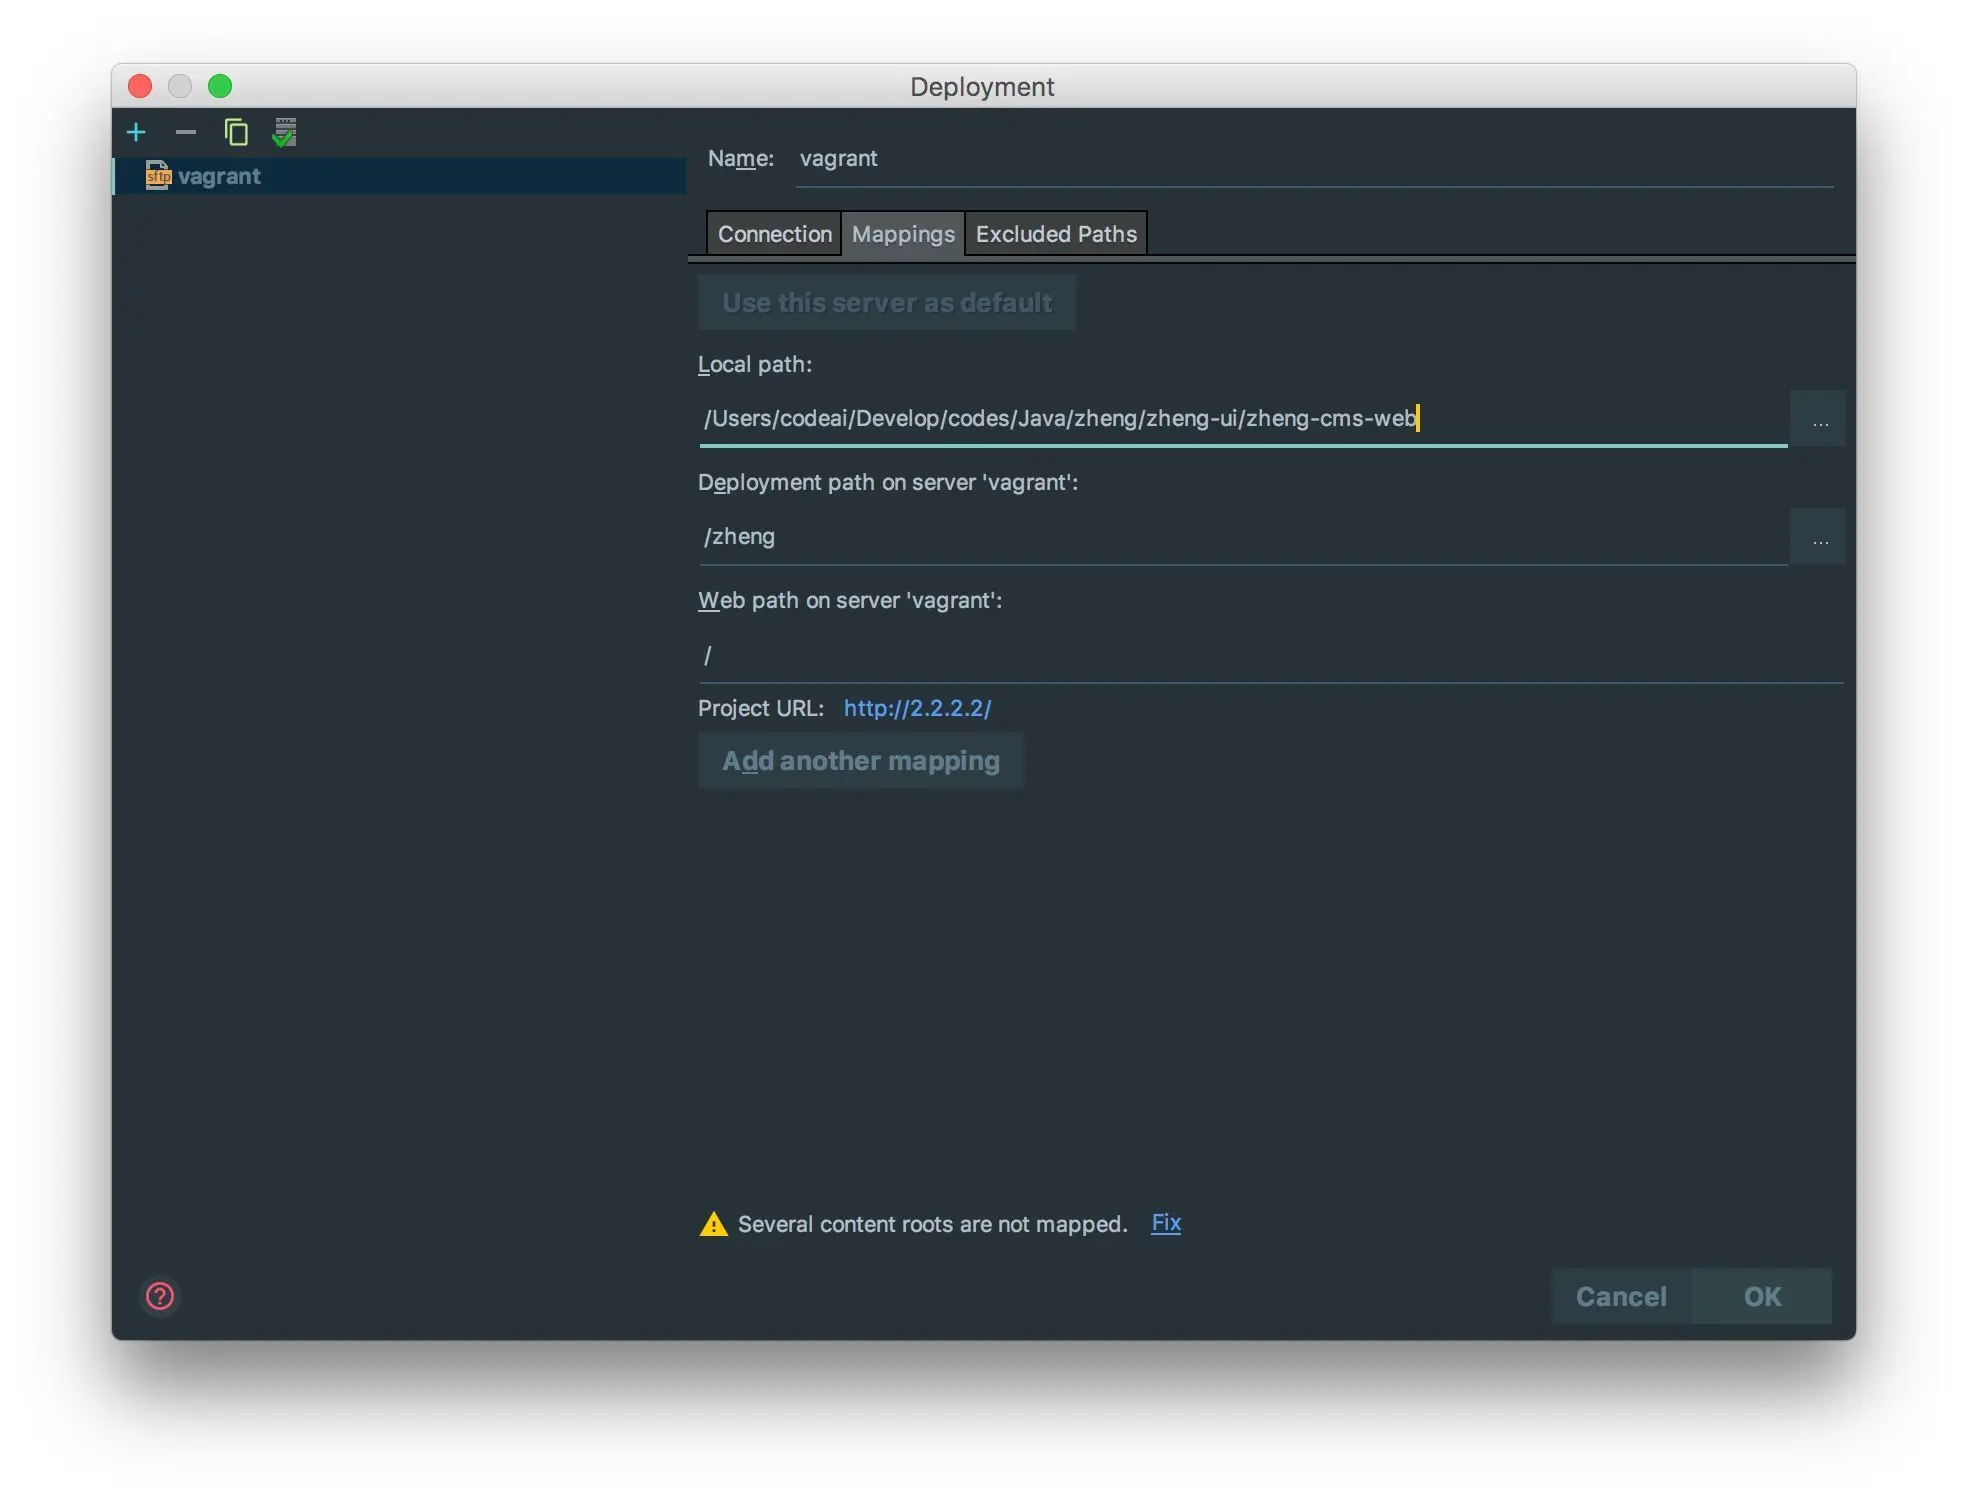 Deployment
sftp vagrant
Name: vagrant
Connection Mappings Excluded Paths
Use this server as default
Local path:
/Users/codeai/Develop/codes/Java/zheng/zheng-ui/zheng-cms-web
...
Deployment path on server 'vagrant':
/zheng
...
Web path on server 'vagrant':
/
Project URL: http://2.2.2.2/
Add another mapping
Several content roots are not mapped. Fix
?
Cancel OK